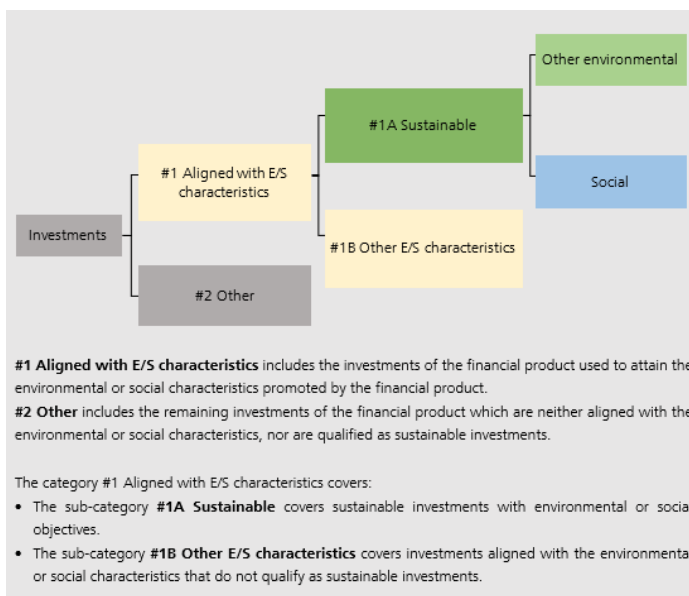 Other environmental
#1A Sustainable
#1 Aligned with E/S
characteristics
Social
Investments
#1B Other E/S characteristics
#2 Other
#1 Aligned with E/S characteristics includes the investments of the financial product used to attain the
environmental or social characteristics promoted by the financial product.
#2 Other includes the remaining investments of the financial product which are neither aligned with the
environmental or social characteristics, nor are qualified as sustainable investments.
The category #1 Aligned with E/S characteristics covers:
• The sub-category #1A Sustainable covers sustainable investments with environmental or social
objectives.
• The sub-category #1B Other E/S characteristics covers investments aligned with the environmental
or social characteristics that do not qualify as sustainable investments.